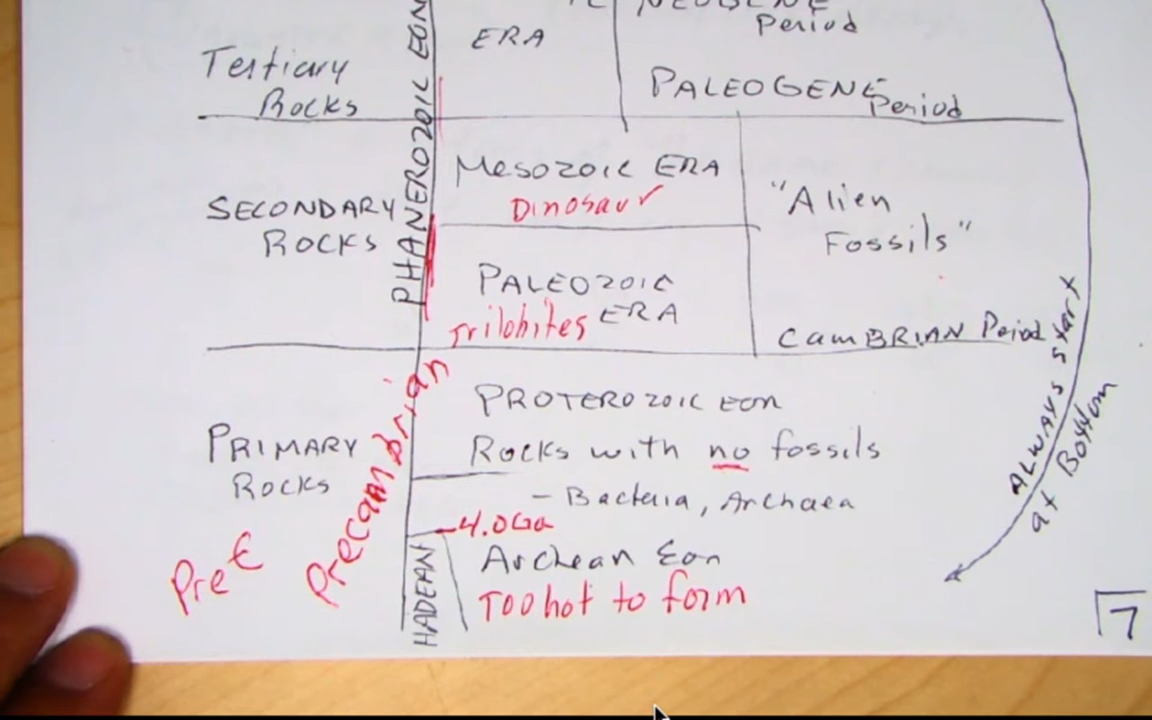 Period
ERA
PHANEROZOIC EON
Tertiary
Rocks
PALEOGENE
Period
Mesozoic ERA
Dinosaur
SECONDARY
ROCKS
"Alien
Fossils"
PALEOZOIC
ERA
Trilobites
CamBRIAN Period
Always start
at Bottom
Precambrian
PROTEROZOIC EON
PRIMARY
Rocks
Rocks with no fossils
- Bacteria, Archaea
4.0Ga
PreЄ
HADEAN
Archean Eon
Too hot to form
7